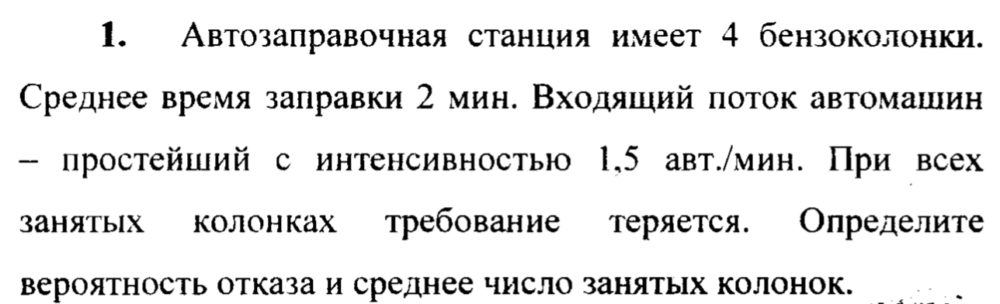 1. Автозаправочная станция имеет 4 бензоколонки.
Среднее время заправки 2 мин. Входящий поток автомашин
– простейший с интенсивностью 1,5 авт./мин. При всех
занятых колонках требование теряется. Определите
вероятность отказа и среднее число занятых колонок.